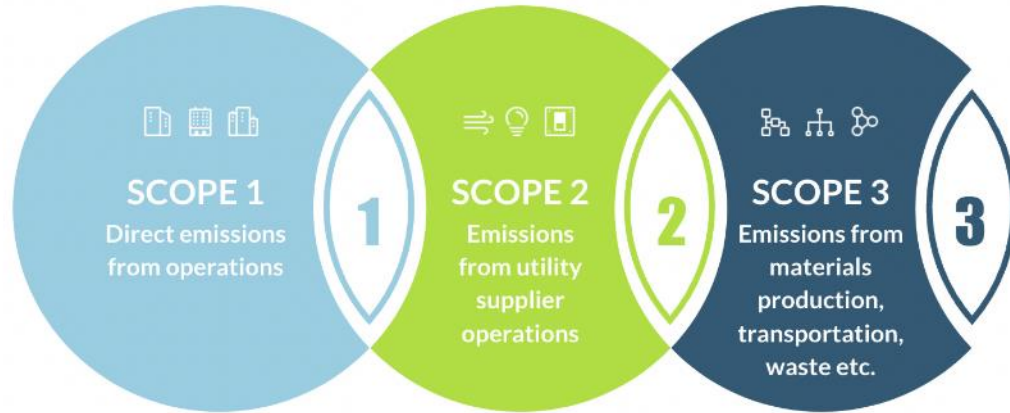 SCOPE 1
Direct emissions
from operations
1
SCOPE 2
Emissions
from utility
supplier
operations
2
SCOPE 3
Emissions from
materials
production,
transportation,
waste etc.
3